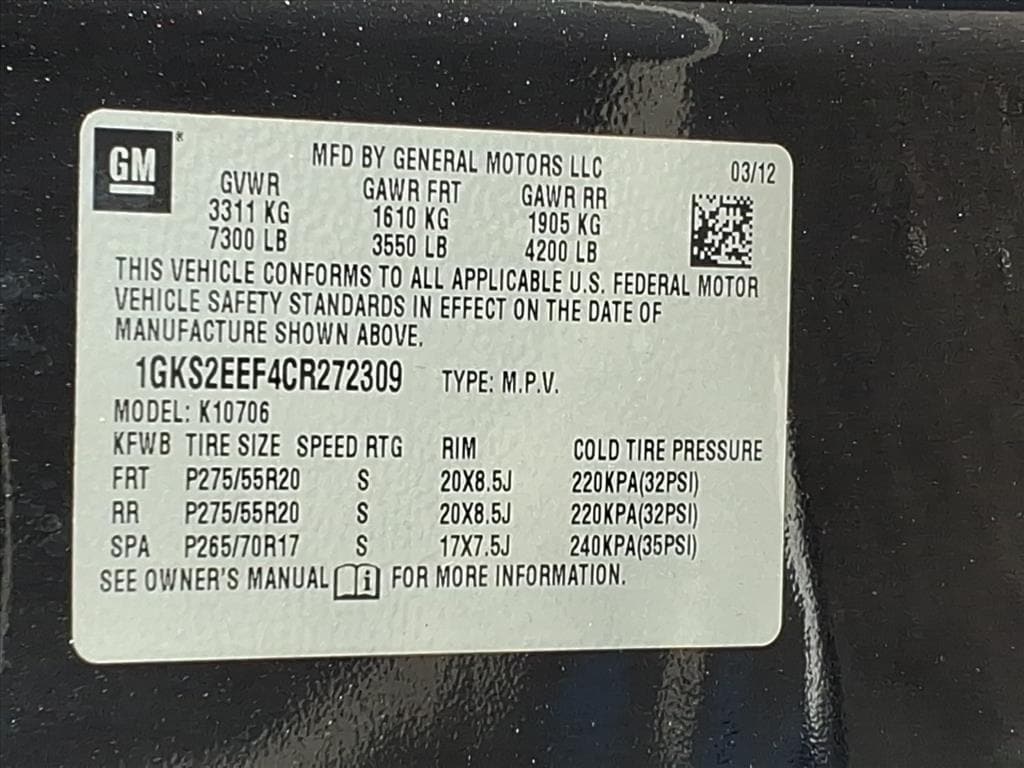 GM
MFD BY GENERAL MOTORS LLC 03/12
GVWR GAWR FRT GAWR RR
3311 KG 1610 KG 1905 KG
7300 LB 3550 LB 4200 LB
THIS VEHICLE CONFORMS TO ALL APPLICABLE U.S. FEDERAL MOTOR
VEHICLE SAFETY STANDARDS IN EFFECT ON THE DATE OF
MANUFACTURE SHOWN ABOVE.
1GKS2EEF4CR272309 TYPE: M.P.V.
MODEL: K10706
KFWB TIRE SIZE SPEED RTG RIM COLD TIRE PRESSURE
FRT P275/55R20 S 20X8.5J 220KPA(32PSI)
RR P275/55R20 S 20X8.5J 220KPA(32PSI)
SPA P265/70R17 S 17X7.5J 240KPA(35PSI)
SEE OWNER'S MANUAL i FOR MORE INFORMATION.